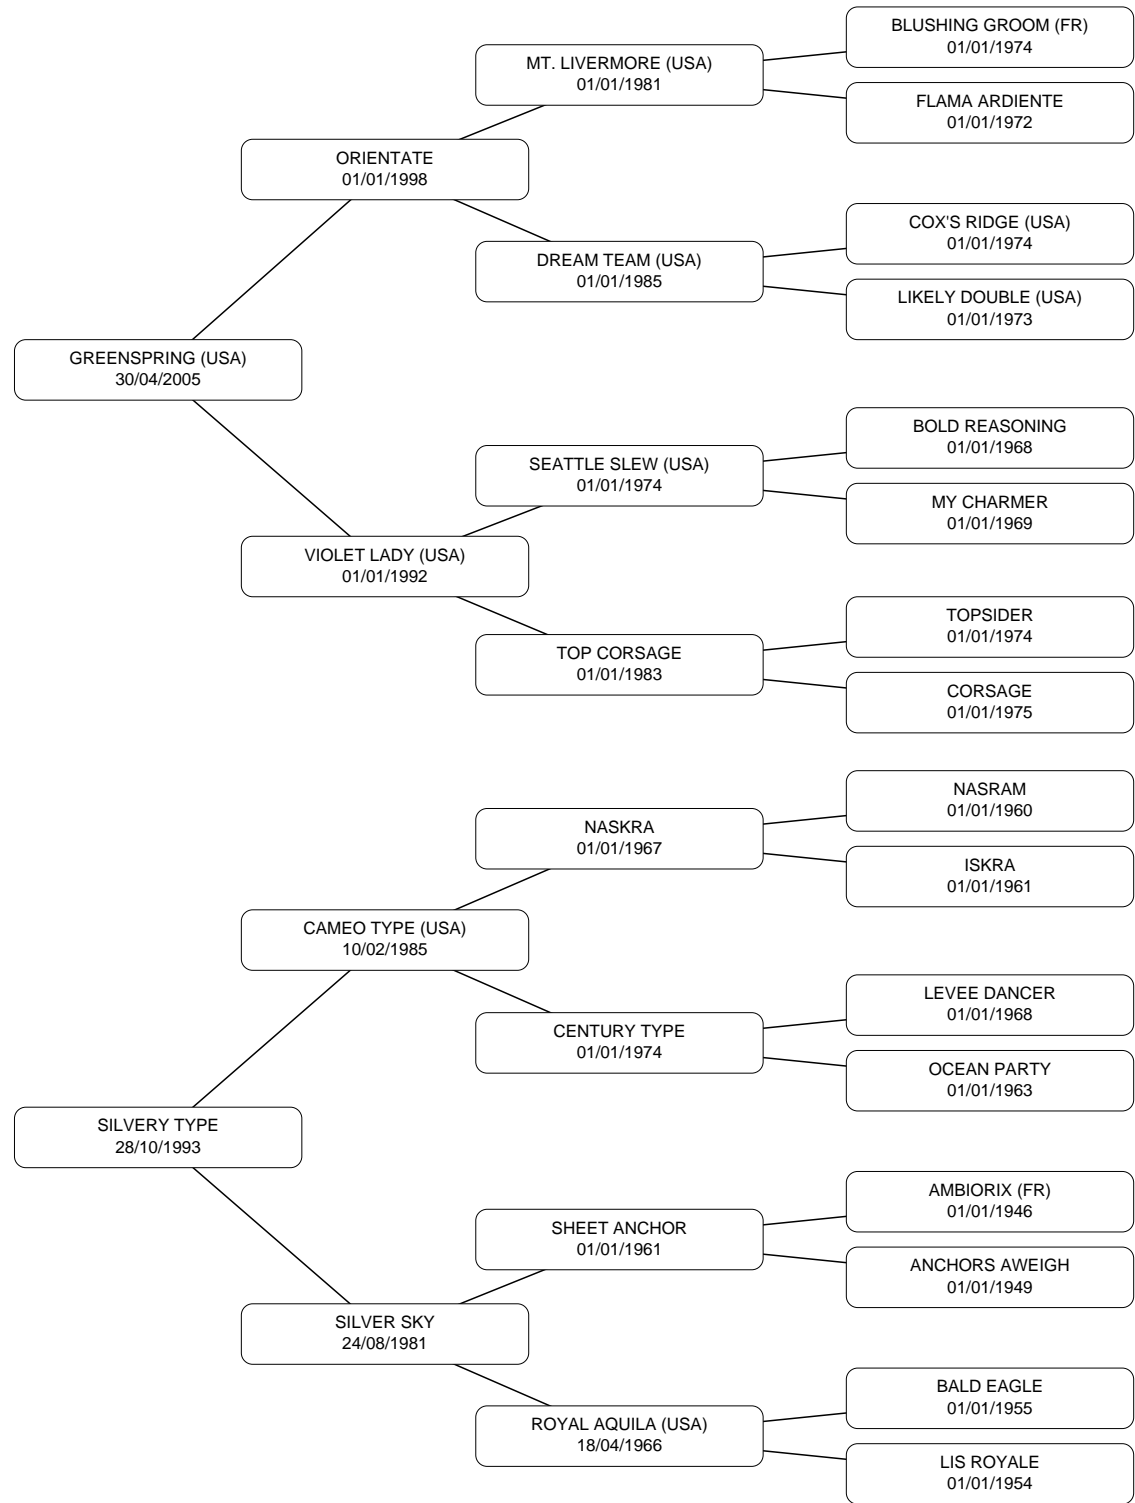 BLUSHING GROOM (FR)
01/01/1974
MT. LIVERMORE (USA)
01/01/1981
FLAMA ARDIENTE
01/01/1972
ORIENTATE
01/01/1998
COX'S RIDGE (USA)
01/01/1974
DREAM TEAM (USA)
01/01/1985
LIKELY DOUBLE (USA)
01/01/1973
GREENSPRING (USA)
30/04/2005
BOLD REASONING
01/01/1968
SEATTLE SLEW (USA)
01/01/1974
MY CHARMER
01/01/1969
VIOLET LADY (USA)
01/01/1992
TOPSIDER
01/01/1974
TOP CORSAGE
01/01/1983
CORSAGE
01/01/1975
NASRAM
01/01/1960
NASKRA
01/01/1967
ISKRA
01/01/1961
CAMEO TYPE (USA)
10/02/1985
LEVEE DANCER
01/01/1968
CENTURY TYPE
01/01/1974
OCEAN PARTY
01/01/1963
SILVERY TYPE
28/10/1993
AMBIORIX (FR)
01/01/1946
SHEET ANCHOR
01/01/1961
ANCHORS AWEIGH
01/01/1949
SILVER SKY
24/08/1981
BALD EAGLE
01/01/1955
ROYAL AQUILA (USA)
18/04/1966
LIS ROYALE
01/01/1954